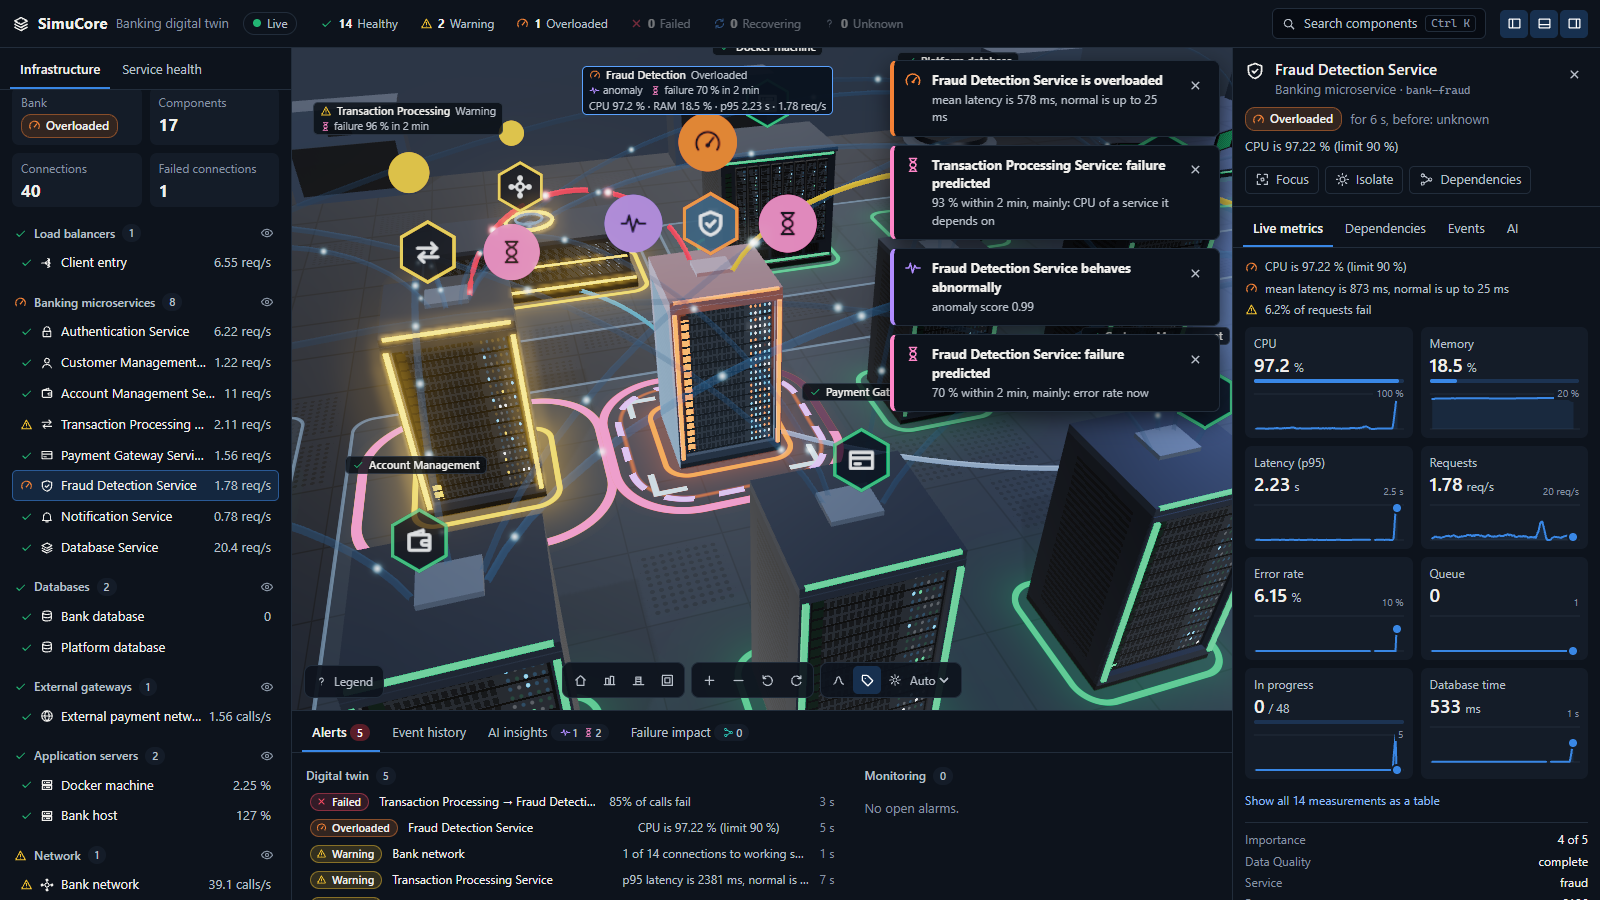 SimuCore Banking digital twin Live 14 Healthy 2 Warning 1 Overloaded 0 Failed 0 Recovering ? 0 Unknown Search components Ctrl K
Infrastructure Service health
Bank
Overloaded
Components
17
Connections
40
Failed connections
1
Load balancers 1
Client entry 6.55 req/s
Banking microservices 8
Authentication Service 6.22 req/s
Customer Management... 1.22 req/s
Account Management Se... 11 req/s
Transaction Processing ... 2.11 req/s
Payment Gateway Servi... 1.56 req/s
Fraud Detection Service 1.78 req/s
Notification Service 0.78 req/s
Database Service 20.4 req/s
Databases 2
Bank database 0
Platform database
External gateways 1
External payment netw... 1.56 calls/s
Application servers 2
Docker machine 2.25 %
Bank host 127 %
Network 1
Bank network 39.1 calls/s
Docker machine
Platform database
Transaction Processing Warning
failure 96 % in 2 min
Fraud Detection Overloaded
anomaly failure 70 % in 2 min
CPU 97.2 % · RAM 18.5 % · p95 2.23 s · 1.78 req/s
Payment Gat
Account Management
Fraud Detection Service is overloaded
mean latency is 578 ms, normal is up to 25
ms
Transaction Processing Service: failure
predicted
93 % within 2 min, mainly: CPU of a service it
depends on
Fraud Detection Service behaves
abnormally
anomaly score 0.99
Fraud Detection Service: failure
predicted
70 % within 2 min, mainly: error rate now
? Legend
Auto
Alerts 5 Event history AI insights 1 2 Failure impact 0
Digital twin 5
Failed Transaction Processing → Fraud Detecti... 85% of calls fail 3 s
Overloaded Fraud Detection Service CPU is 97.22 % (limit 90 %) 5 s
Warning Bank network 1 of 14 connections to working s... 1 s
Warning Transaction Processing Service p95 latency is 2381 ms, normal is ... 7 s
Monitoring 0
No open alarms.
Fraud Detection Service
Banking microservice · bank-fraud
Overloaded for 6 s, before: unknown
CPU is 97.22 % (limit 90 %)
Focus Isolate Dependencies
Live metrics Dependencies Events AI
CPU is 97.22 % (limit 90 %)
mean latency is 873 ms, normal is up to 25 ms
6.2% of requests fail
CPU
97.2 %
100 %
Memory
18.5 %
20 %
Latency (p95)
2.23 s
2.5 s
Requests
1.78 req/s
20 req/s
Error rate
6.15 %
10 %
Queue
0
1
In progress
0 / 48
5
Database time
533 ms
1 s
Show all 14 measurements as a table
Importance 4 of 5
Data Quality complete
Service fraud